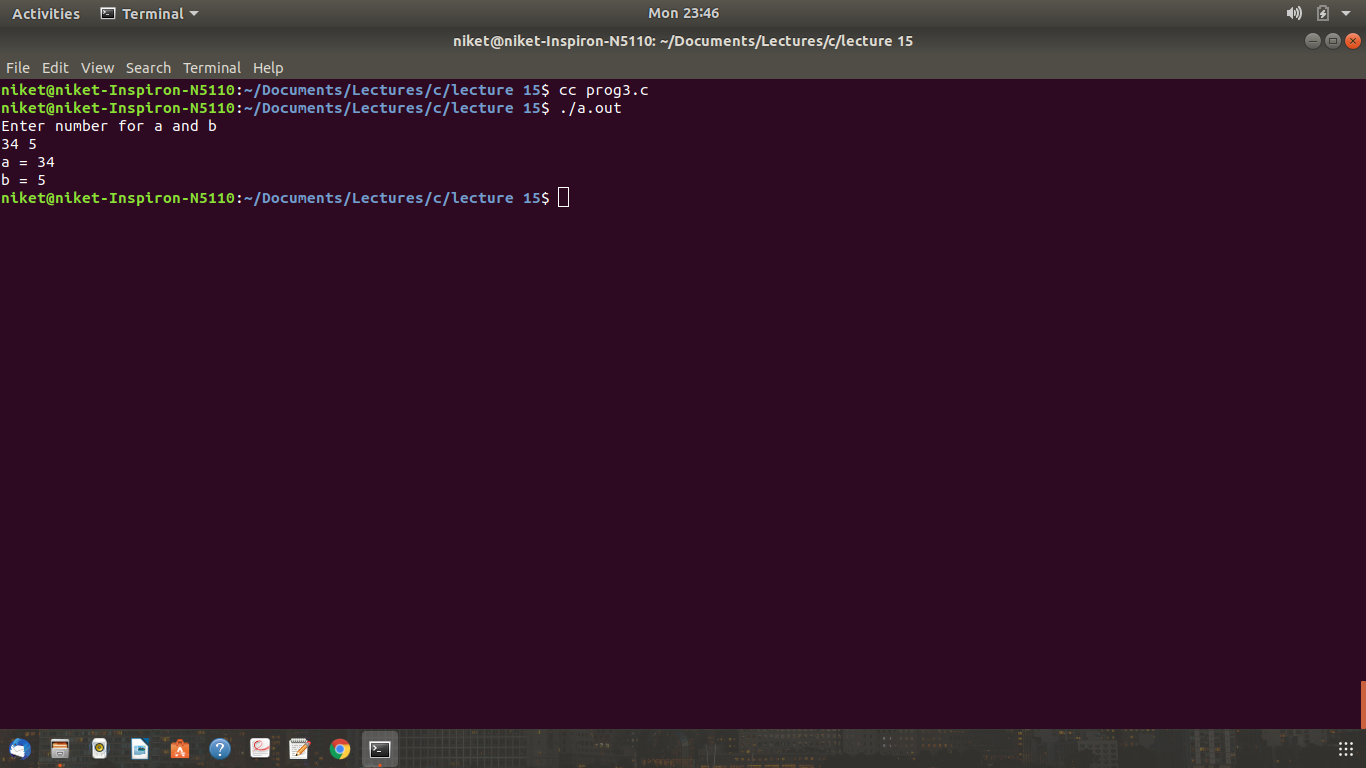 Activities Terminal Mon 23:46
niket@niket-Inspiron-N5110: ~/Documents/Lectures/c/lecture 15
File Edit View Search Terminal Help
niket@niket-Inspiron-N5110:~/Documents/Lectures/c/lecture 15$ cc prog3.c
niket@niket-Inspiron-N5110:~/Documents/Lectures/c/lecture 15$ ./a.out
Enter number for a and b
34 5
a = 34
b = 5
niket@niket-Inspiron-N5110:~/Documents/Lectures/c/lecture 15$